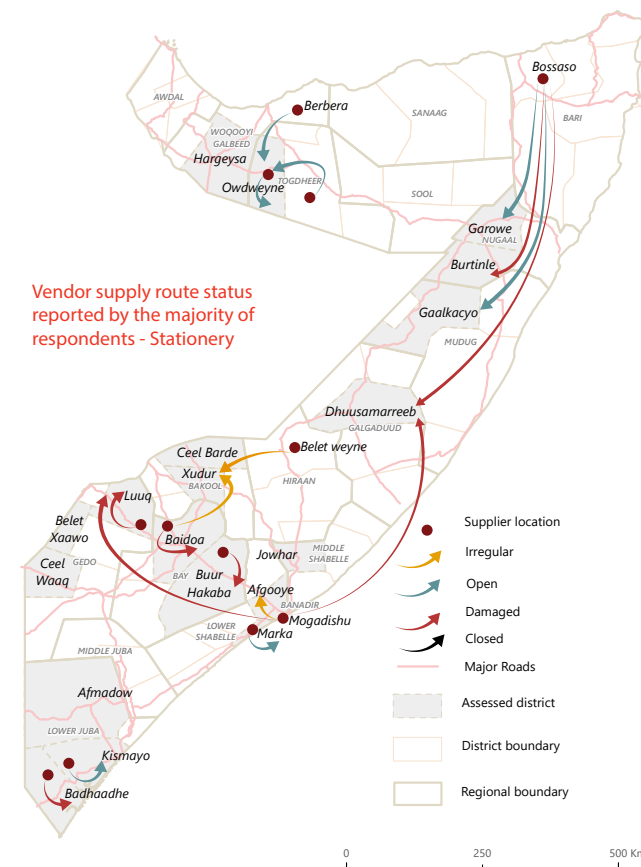 Bossaso
AWDAL
Berbera
SANAAG
BARI
WOQOOYI
GALBEED
Hargeysa
TOGDHEER
Owdweyne
SOOL
Garowe
NUGAAL
Burtinle
Vendor supply route status
reported by the majority of
respondents - Stationery
Gaalkacyo
MUDUG
Dhuusamarreeb
GALGADUUD
Ceel Barde
Belet weyne
Xudur
BAKOOL
HIRAAN
Luuq
Belet
Xaawo
Baidoa
Ceel
Waaq
GEDO
BAY
Buur
Hakaba
Jowhar
MIDDLE
SHABELLE
Afgooye
BANADIR
Mogadishu
LOWER
SHABELLE
Marka
MIDDLE JUBA
Afmadow
LOWER JUBA
Kismayo
Badhaadhe
Supplier location
Irregular
Open
Damaged
Closed
Major Roads
Assessed district
District boundary
Regional boundary
0 250 500 Km